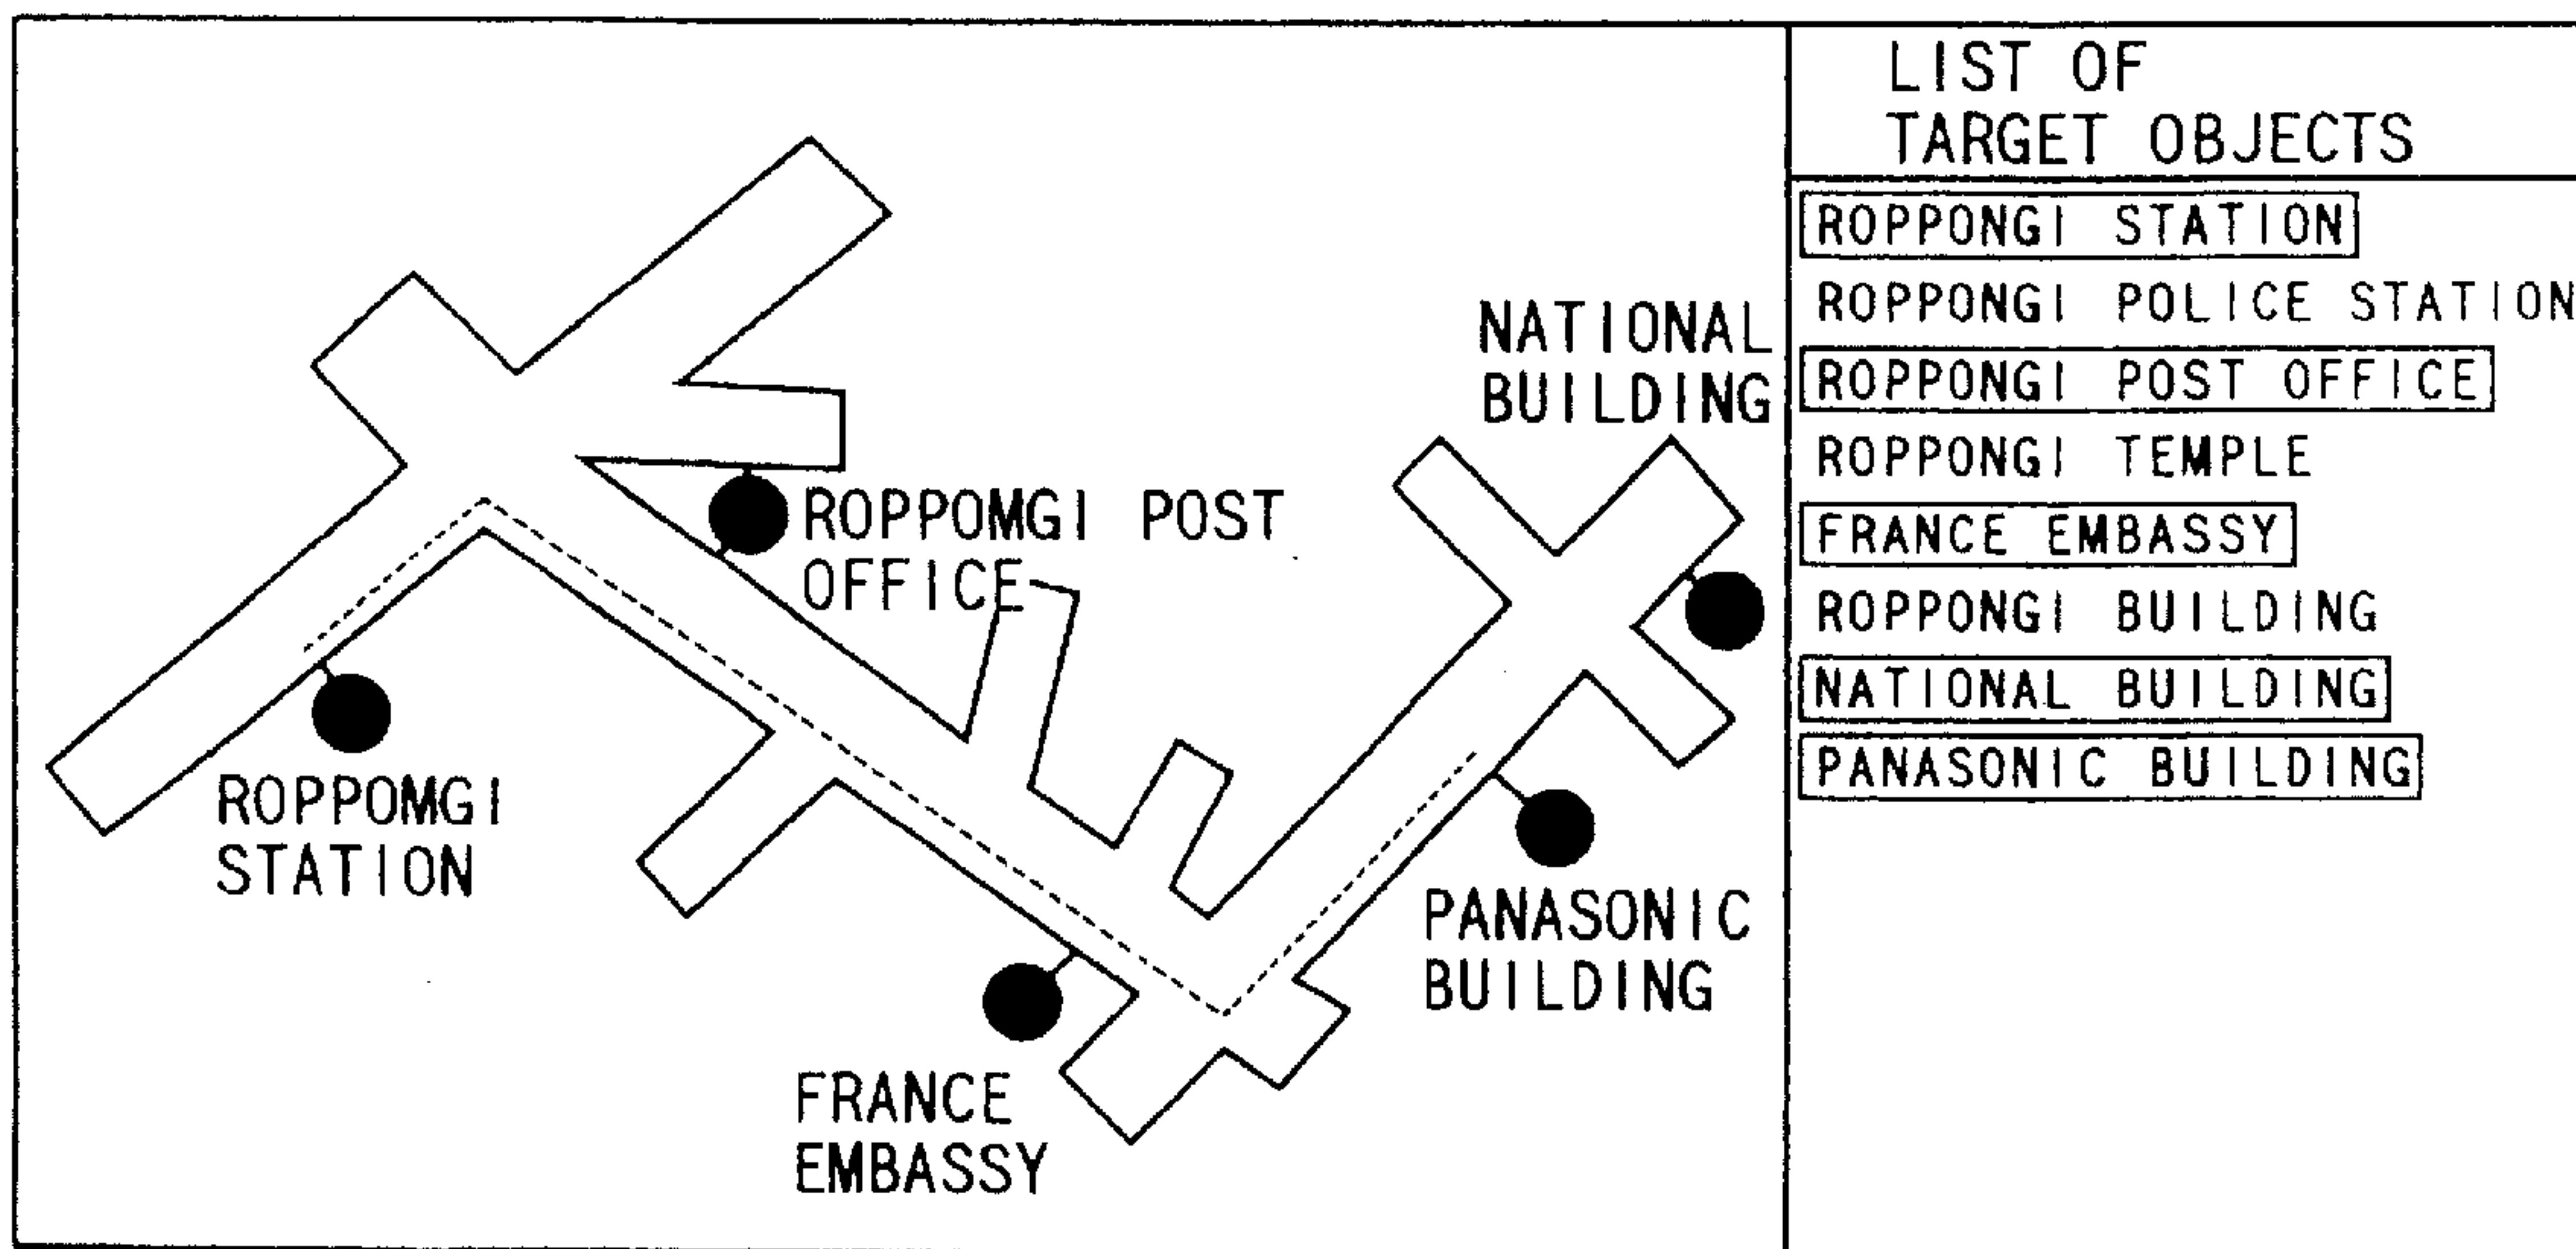 NATIONAL
BUILDING
ROPPOMGI POST
OFFICE
ROPPOMGI
STATION
PANASONIC
BUILDING
FRANCE
EMBASSY
LIST OF
TARGET OBJECTS
ROPPONGI STATION
ROPPONGI POLICE STATION
ROPPONGI POST OFFICE
ROPPONGI TEMPLE
FRANCE EMBASSY
ROPPONGI BUILDING
NATIONAL BUILDING
PANASONIC BUILDING